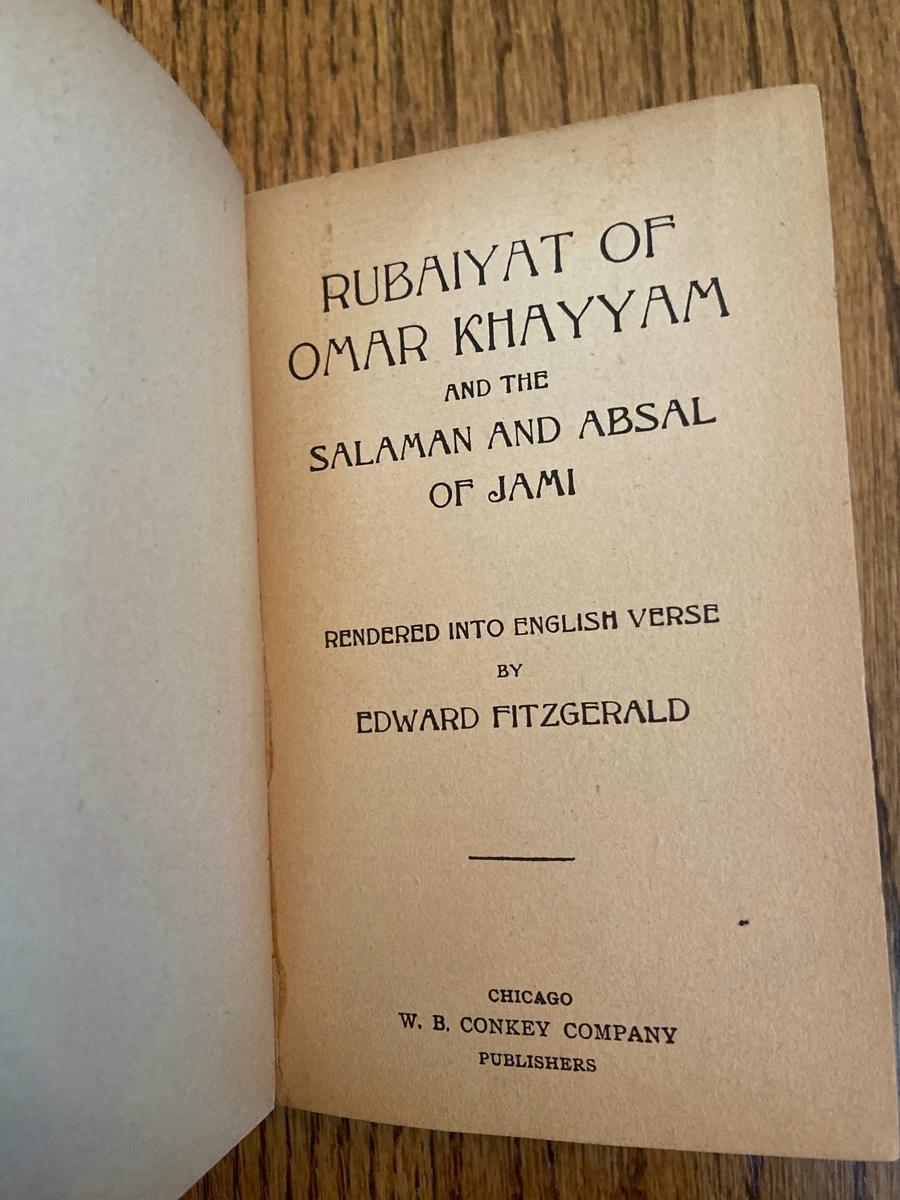 RUBAIYAT OF
OMAR KHAYYAM
AND THE
SALAMAN AND ABSAL
OF JAMI
RENDERED INTO ENGLISH VERSE
BY
EDWARD FITZGERALD
CHICAGO
W. B. CONKEY COMPANY
PUBLISHERS